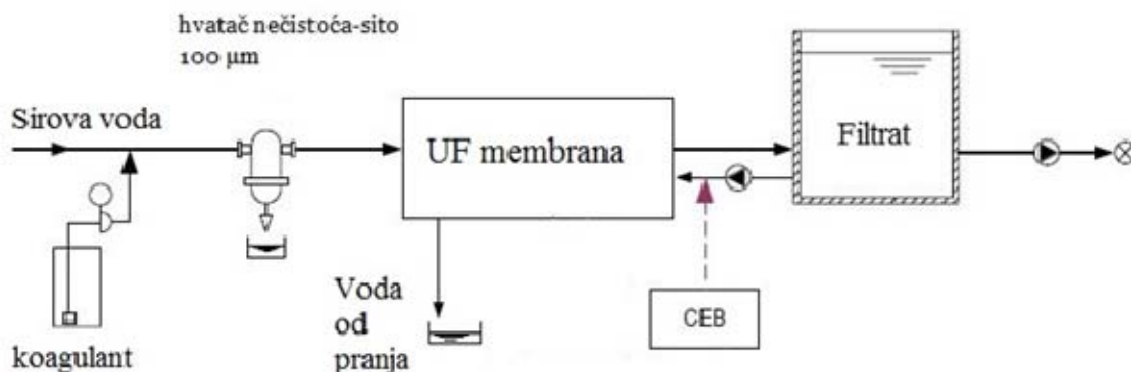 hvatač nečistoća-sito
100 µm
Sirova voda
UF membrana
Filtrat
Voda
od
pranja
CEB
koagulant